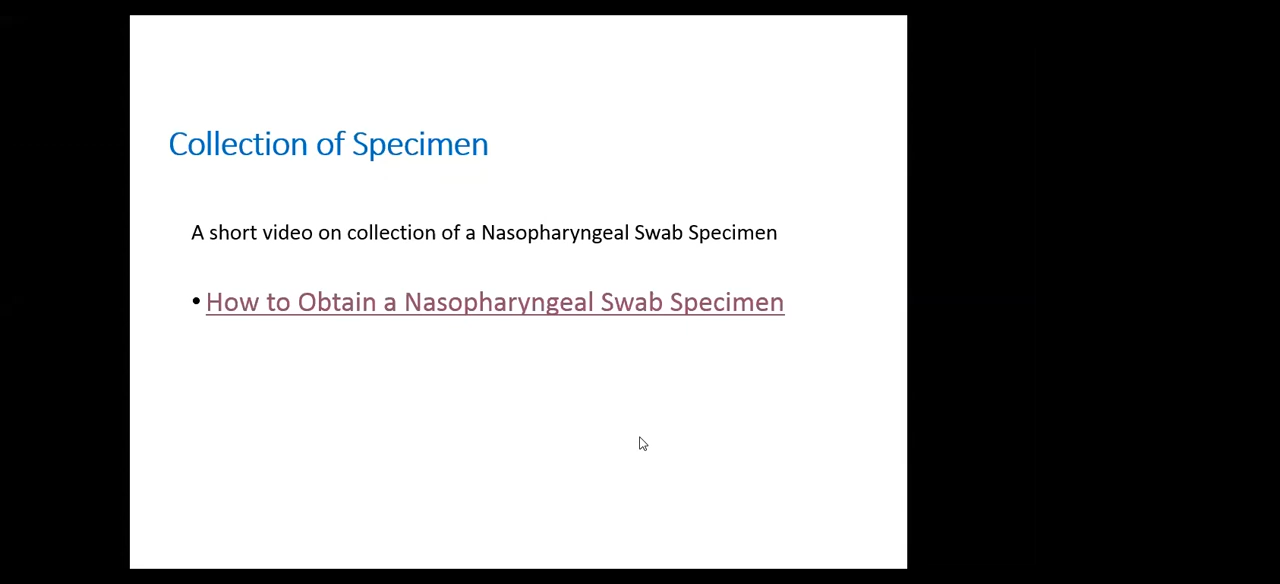 Collection of Specimen
A short video on collection of a Nasopharyngeal Swab Specimen
• How to Obtain a Nasopharyngeal Swab Specimen